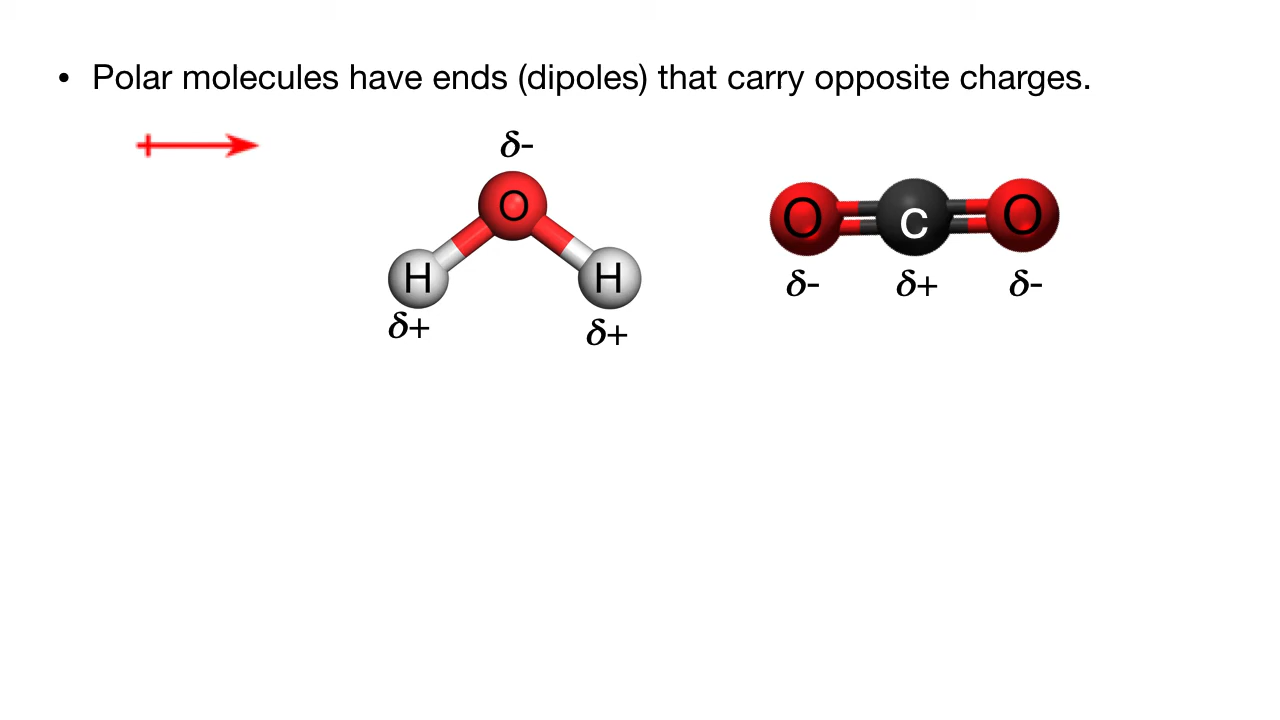 • Polar molecules have ends (dipoles) that carry opposite charges.
δ-
O
H H
δ+ δ+
O C O
δ- δ+ δ-